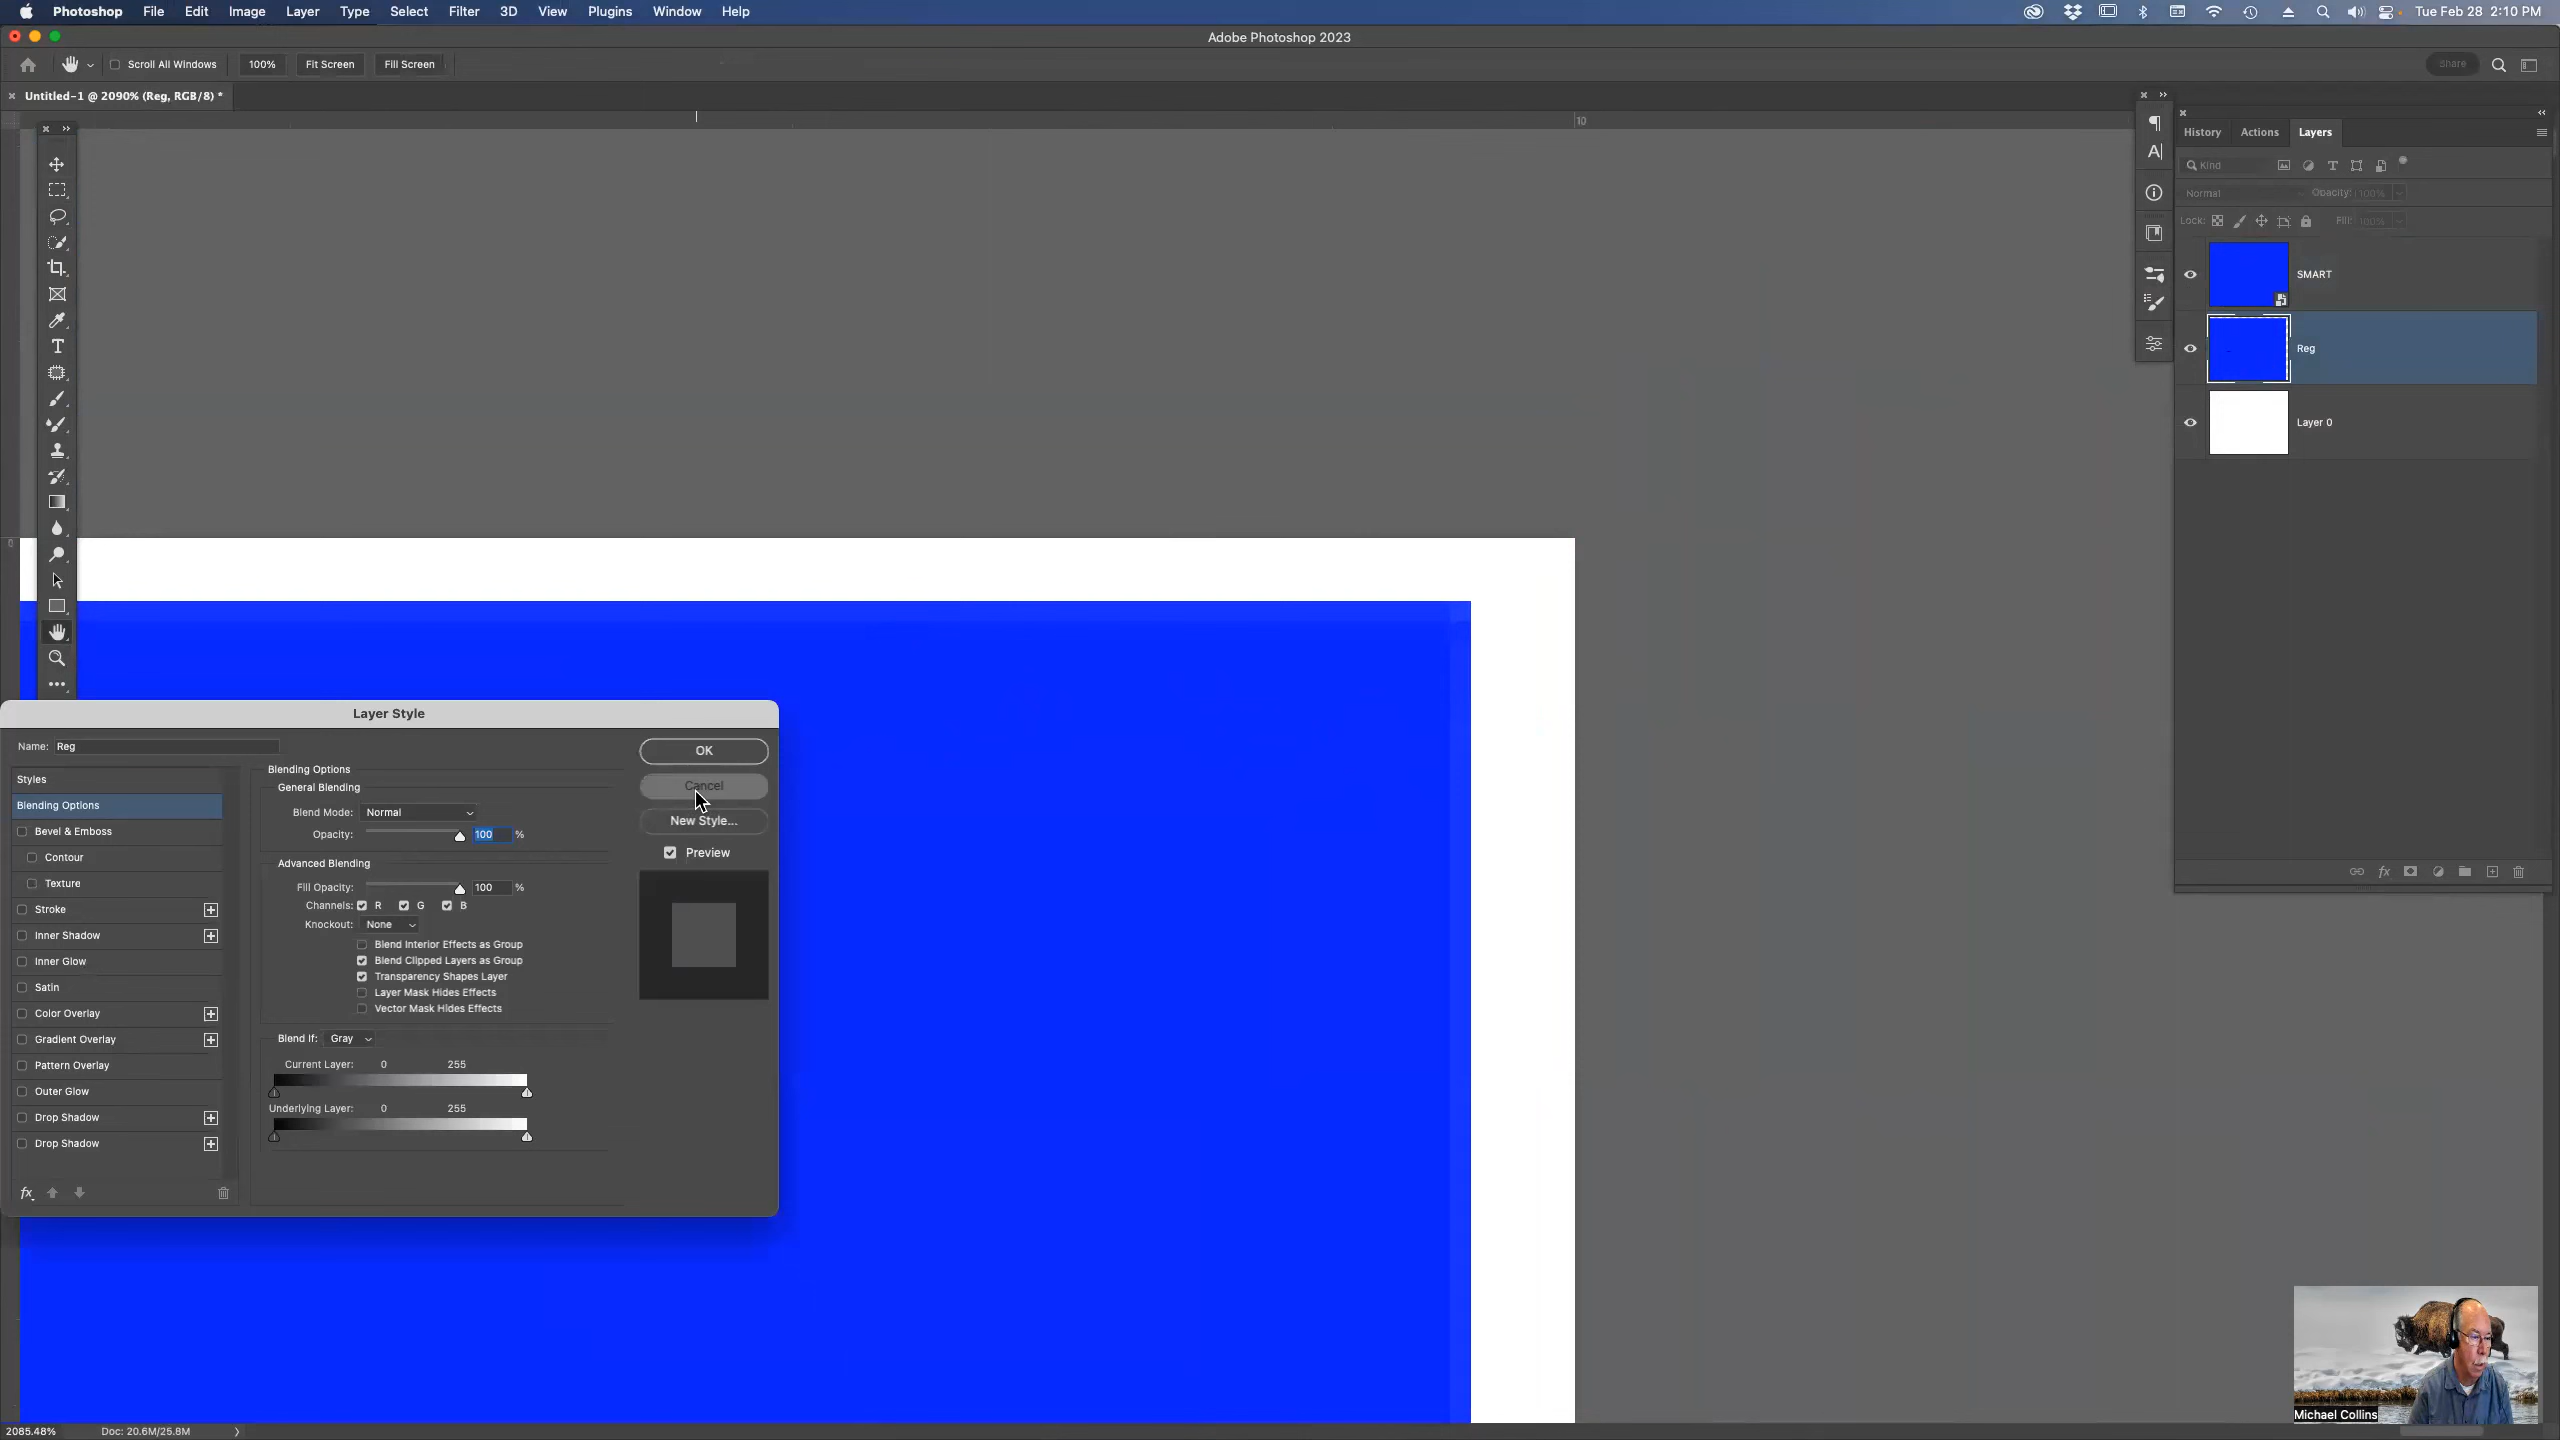 Photoshop File Edit Image Layer Type Select Filter 3D View Plugins Window Help Tue Feb 28 2:10 PM
Adobe Photoshop 2023
Scroll All Windows 100% Fit Screen Fill Screen Share
Untitled-1 @ 2090% (Reg, RGB/8) *
10
0
History Actions Layers
Kind
Normal Opacity: 100%
Lock: Fill: 100%
SMART
Reg
Layer 0
Layer Style
Name: Reg
Styles
Blending Options
Bevel & Emboss
Contour
Texture
Stroke
Inner Shadow
Inner Glow
Satin
Color Overlay
Gradient Overlay
Pattern Overlay
Outer Glow
Drop Shadow
Drop Shadow
fx
Blending Options
General Blending
Blend Mode: Normal
Opacity: 100 %
Advanced Blending
Fill Opacity: 100 %
Channels: R G B
Knockout: None
Blend Interior Effects as Group
Blend Clipped Layers as Group
Transparency Shapes Layer
Layer Mask Hides Effects
Vector Mask Hides Effects
Blend If: Gray
Current Layer: 0 255
Underlying Layer: 0 255
OK
Cancel
New Style...
Preview
fx
Michael Collins
2085.48% Doc: 20.6M/25.8M